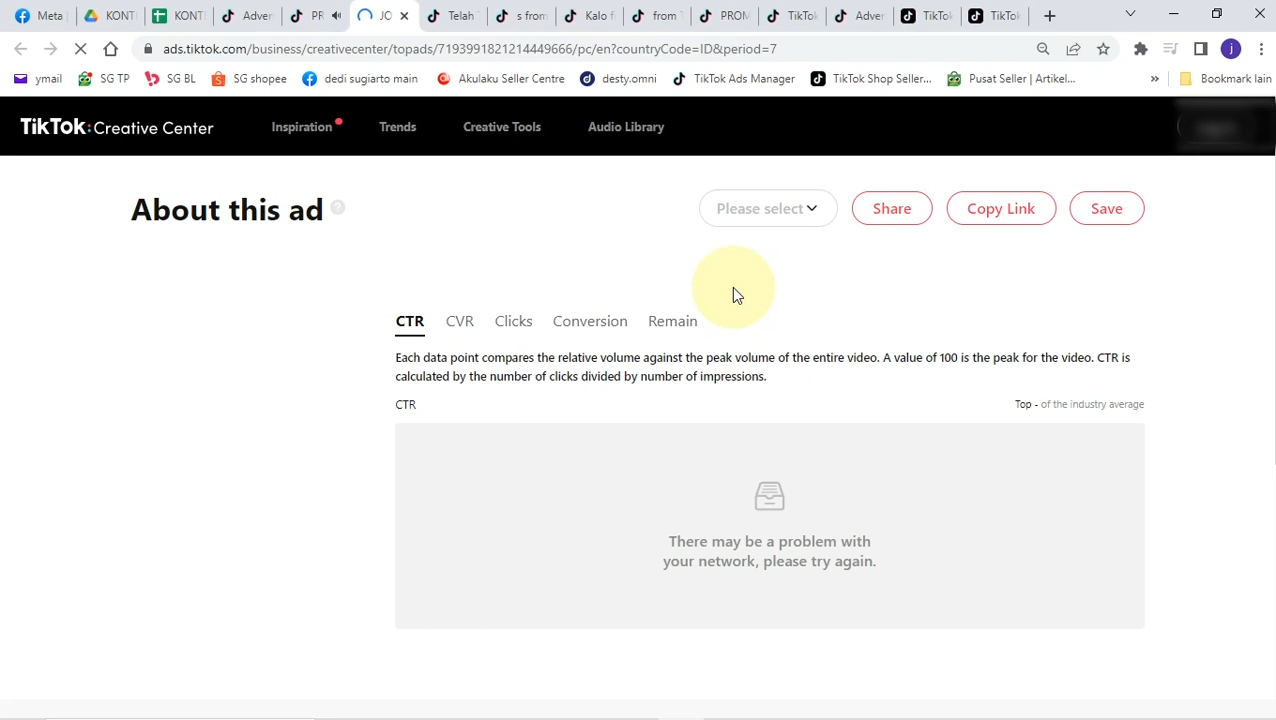 Meta
KONTE
KONTE
Adver
PR
JO
Telah T
s from
Kalo f
from T
PROM
TikTo
Adver
TikTo
TikTo
ads.tiktok.com/business/creativecenter/topads/7193991821214449666/pc/en?countryCode=ID&period=7
j
ymail
SG TP
SG BL
SG shopee
dedi sugiarto main
Akulaku Seller Centre
desty.omni
TikTok Ads Manager
TikTok Shop Seller...
Pusat Seller | Artikel...
»
Bookmark lain
TikTok: Creative Center
Inspiration
Trends
Creative Tools
Audio Library
About this ad ?
Please select
Share
Copy Link
Save
CTR
CVR
Clicks
Conversion
Remain
Each data point compares the relative volume against the peak volume of the entire video. A value of 100 is the peak for the video. CTR is
calculated by the number of clicks divided by number of impressions.
CTR
Top - of the industry average
There may be a problem with
your network, please try again.